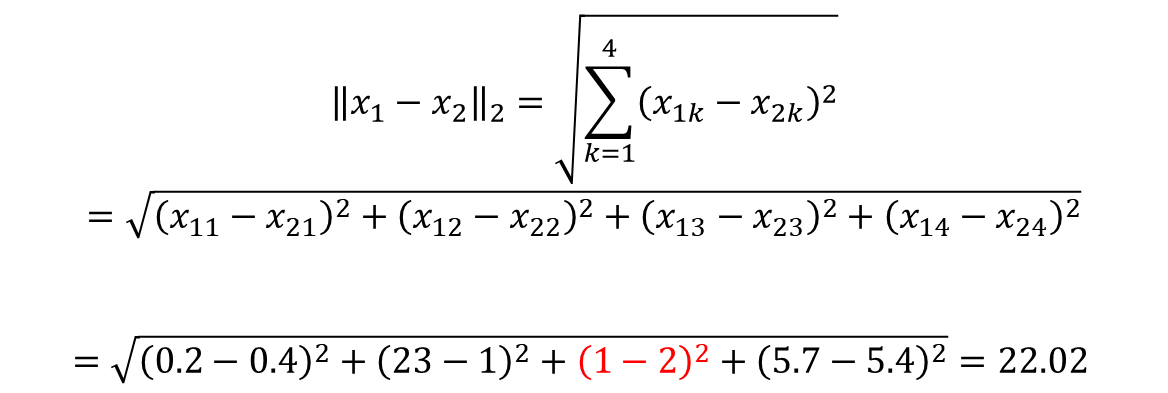 ‖x₁ − x₂‖₂ = √(∑ₖ₌₁⁴ (x₁ₖ − x₂ₖ)²)
= √((x₁₁ − x₂₁)² + (x₁₂ − x₂₂)² + (x₁₃ − x₂₃)² + (x₁₄ − x₂₄)²)
= √((0.2 − 0.4)² + (23 − 1)² + (1 − 2)² + (5.7 − 5.4)²) = 22.02